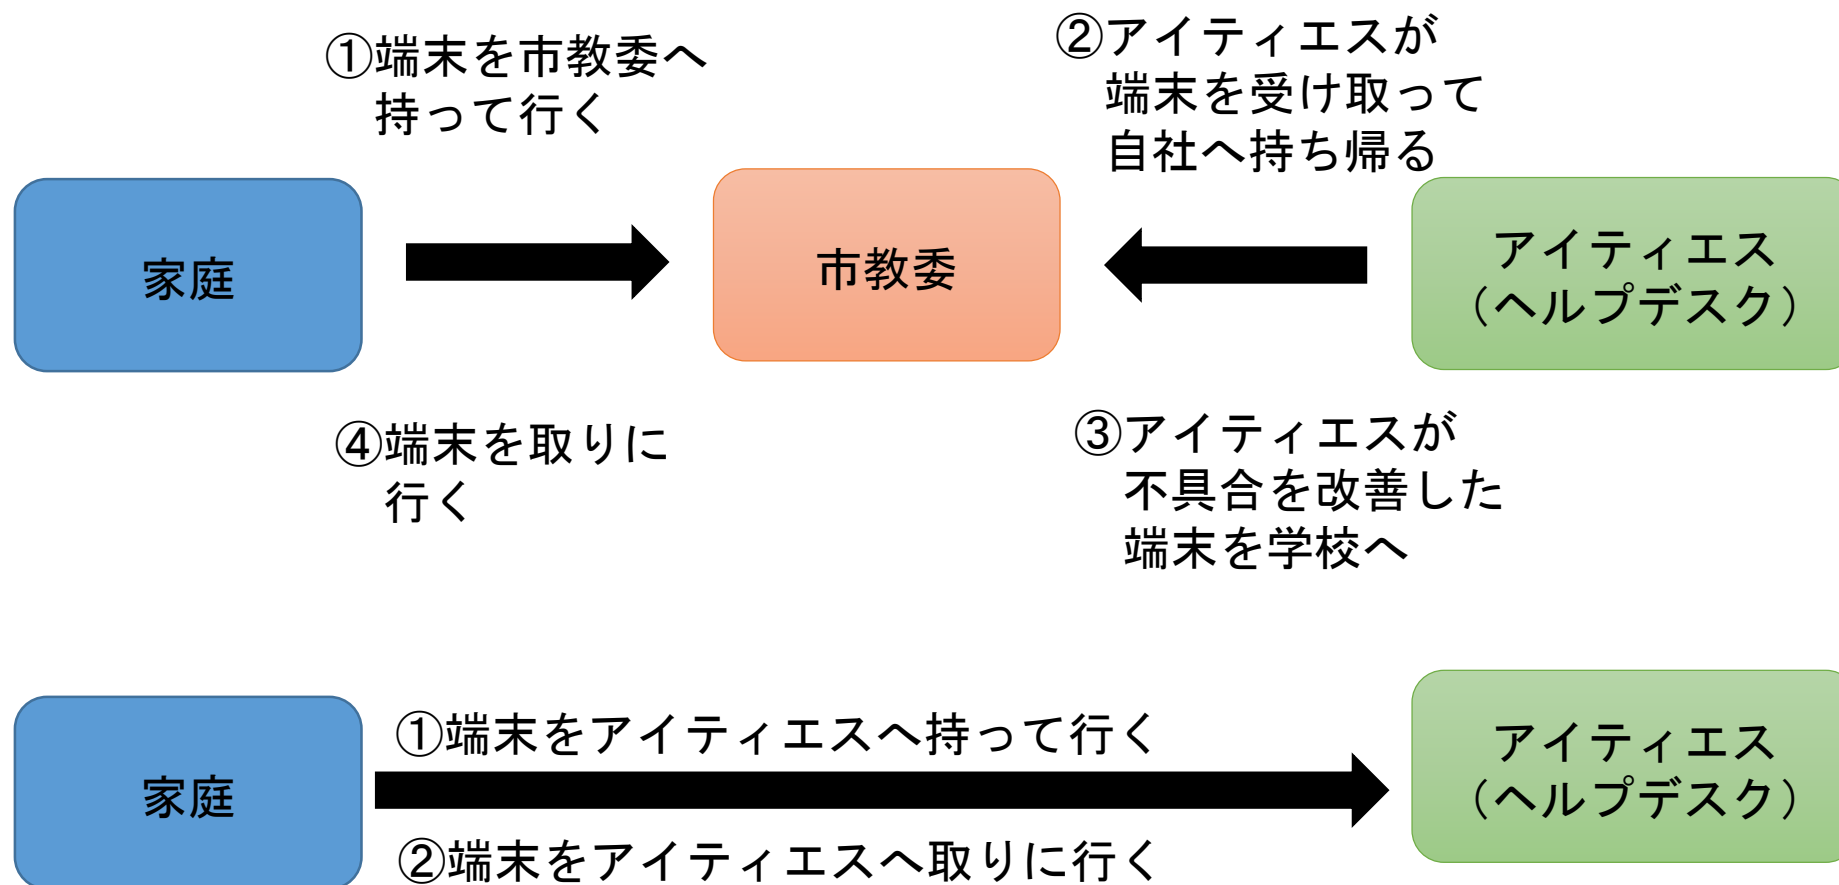 ①端末を市教委へ
持って行く
②アイティエスが
端末を受け取って
自社へ持ち帰る
家庭
市教委
アイティエス
（ヘルプデスク）
④端末を取りに
行く
③アイティエスが
不具合を改善した
端末を学校へ
家庭
①端末をアイティエスへ持って行く
②端末をアイティエスへ取りに行く
アイティエス
（ヘルプデスク）